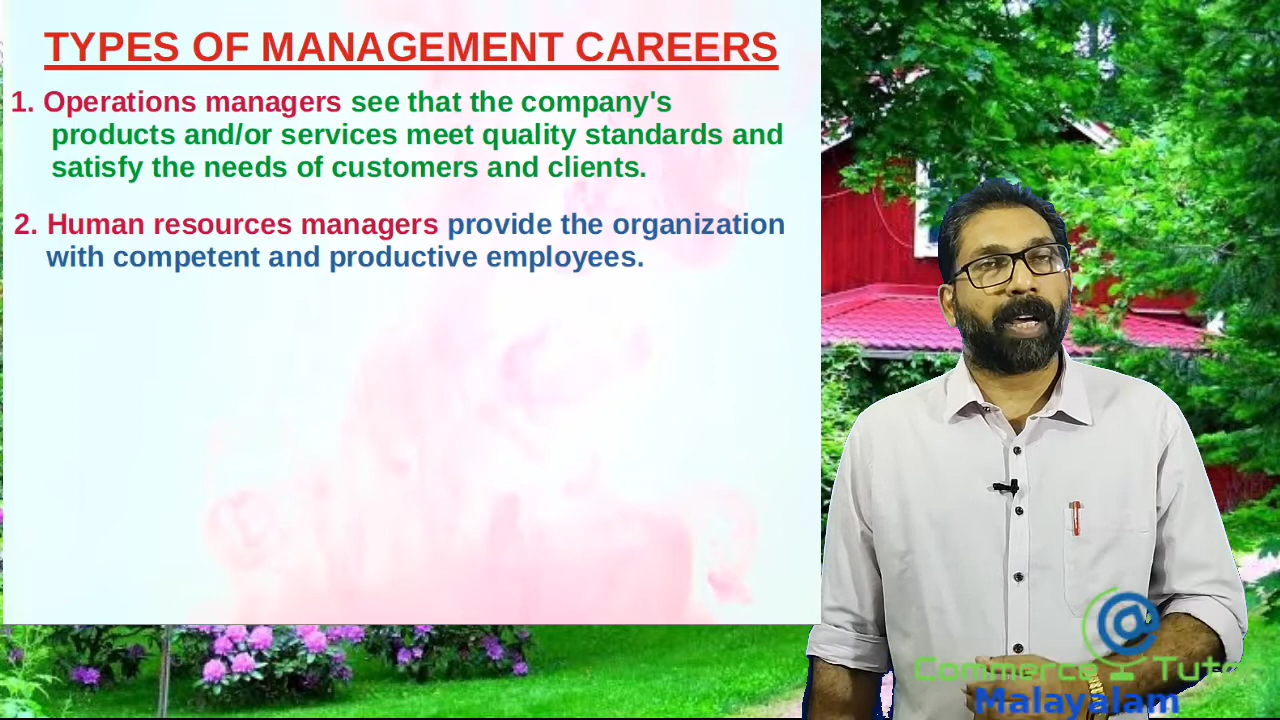 TYPES OF MANAGEMENT CAREERS
1. Operations managers see that the company's
products and/or services meet quality standards and
satisfy the needs of customers and clients.
2. Human resources managers provide the organization
with competent and productive employees.
Commerce Tutor
Malayalam